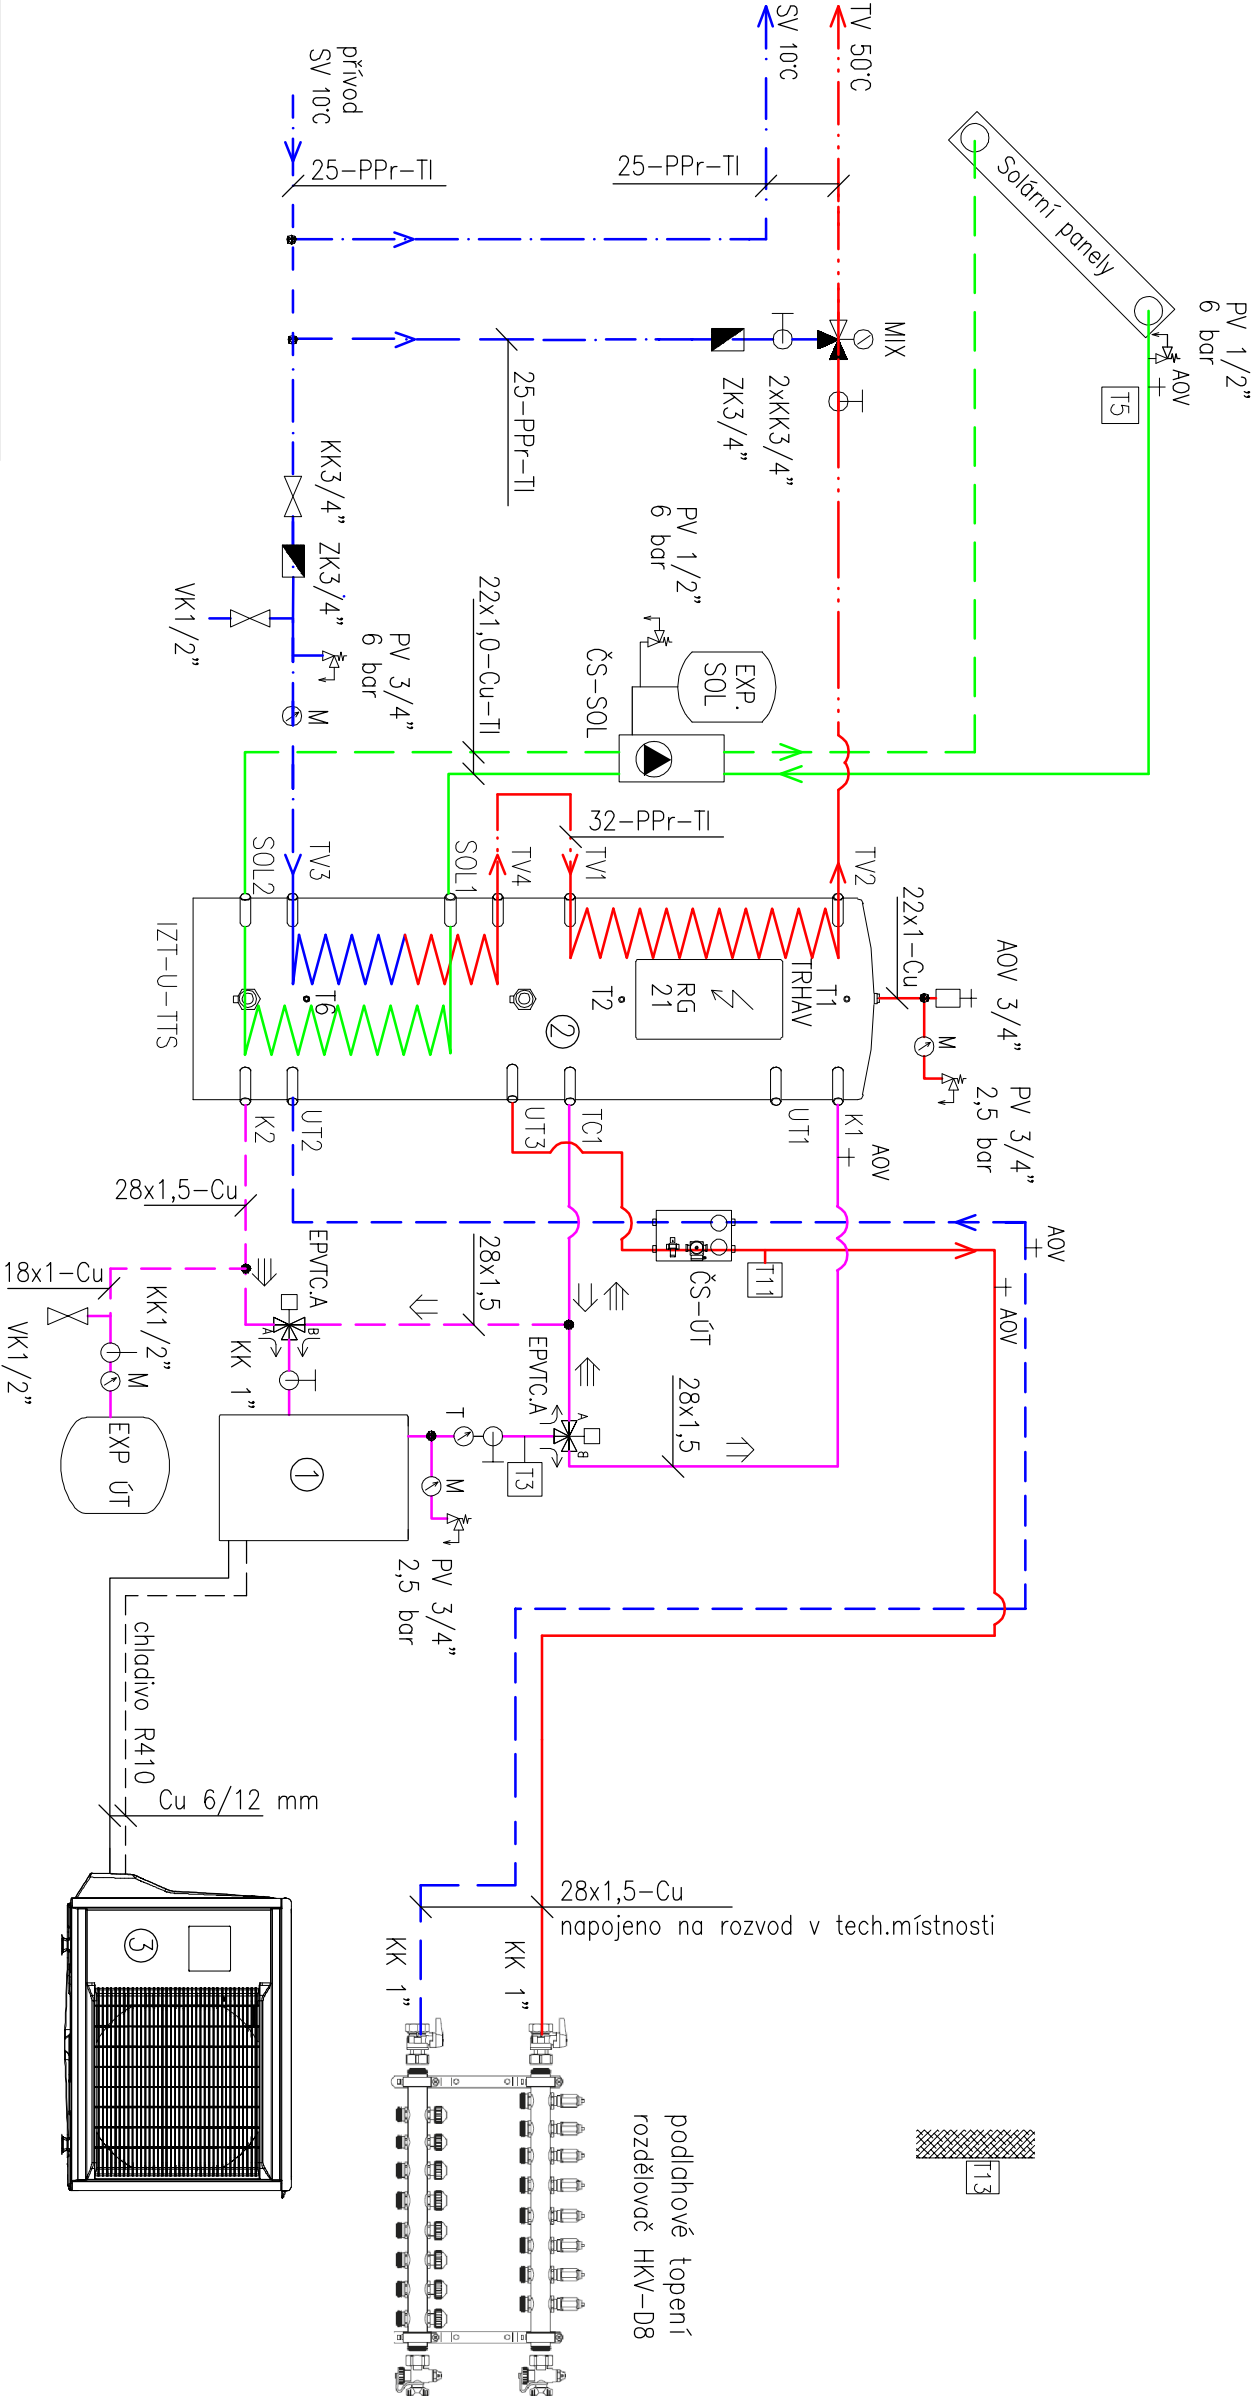 TV 50°C
SV 10°C
přívod
SV 10°C
25-PPr-TI
25-PPr-TI
Solární panely
PV 1/2”
6 bar
AOV
T5
MIX
2xKK3/4”
ZK3/4”
25-PPr-TI
KK3/4”
ZK3/4”
VK1/2”
PV 3/4”
6 bar
M
PV 1/2”
6 bar
EXP.
SOL
ČS-SOL
22x1,0-Cu-TI
32-PPr-TI
TV2
TV1
TV4
SOL1
TV3
SOL2
22x1-Cu
AOV 3/4”
M
PV 3/4”
2,5 bar
IZT-U-TTS
T1
TRHAV
RG
21
T2
2
T6
K1
UT1
TC1
UT3
UT2
K2
AOV
AOV
AOV
28x1,5-Cu
18x1-Cu
KK1/2”
VK1/2”
M
EXP ÚT
EPVTC.A
A
B
KK 1”
28x1,5
ČS-ÚT
T11
EPVTC.A
A
B
28x1,5
T
T3
M
PV 3/4”
2,5 bar
1
chladivo R410
Cu 6/12 mm
3
28x1,5-Cu
napojeno na rozvod v tech.místnosti
KK 1”
KK 1”
podlahové topení
rozdělovač HKV-D8
T13